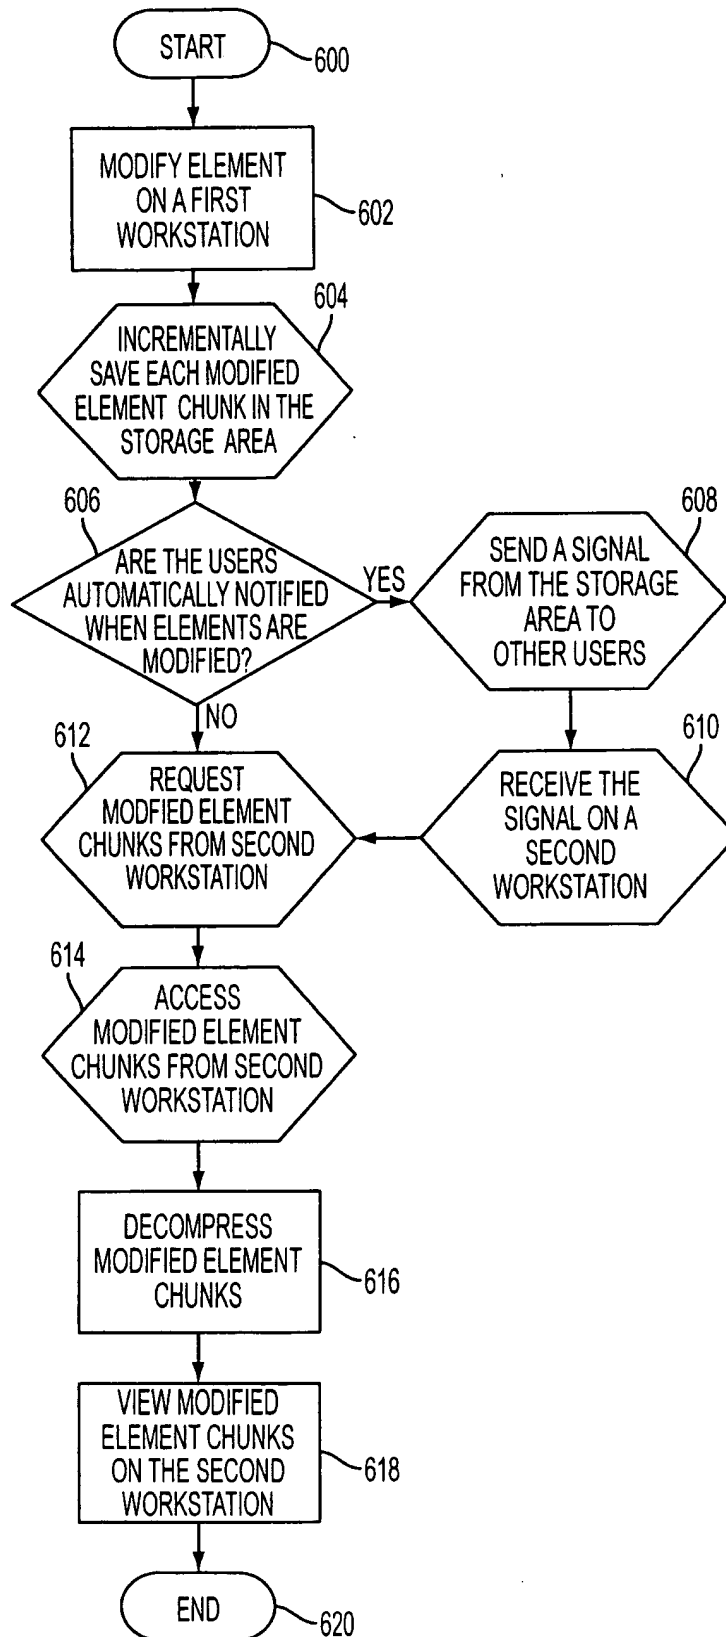 START
600
MODIFY ELEMENT
ON A FIRST
WORKSTATION
602
604
INCREMENTALLY
SAVE EACH MODIFIED
ELEMENT CHUNK IN THE
STORAGE AREA
606
ARE THE USERS
AUTOMATICALLY NOTIFIED
WHEN ELEMENTS ARE
MODIFIED?
YES
608
SEND A SIGNAL
FROM THE STORAGE
AREA TO
OTHER USERS
NO
610
RECEIVE THE
SIGNAL ON A
SECOND
WORKSTATION
612
REQUEST
MODFIED ELEMENT
CHUNKS FROM SECOND
WORKSTATION
614
ACCESS
MODIFIED ELEMENT
CHUNKS FROM SECOND
WORKSTATION
DECOMPRESS
MODIFIED ELEMENT
CHUNKS
616
VIEW MODIFIED
ELEMENT CHUNKS
ON THE SECOND
WORKSTATION
618
END
620